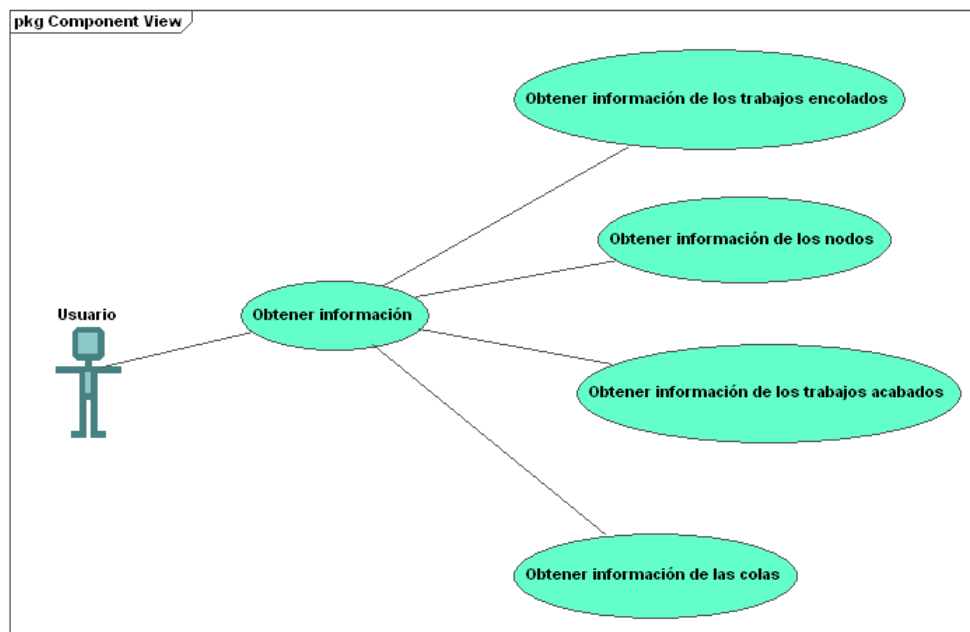 pkg Component View
Obtener información de los trabajos encolados
Obtener información de los nodos
Usuario
Obtener información
Obtener información de los trabajos acabados
Obtener información de las colas